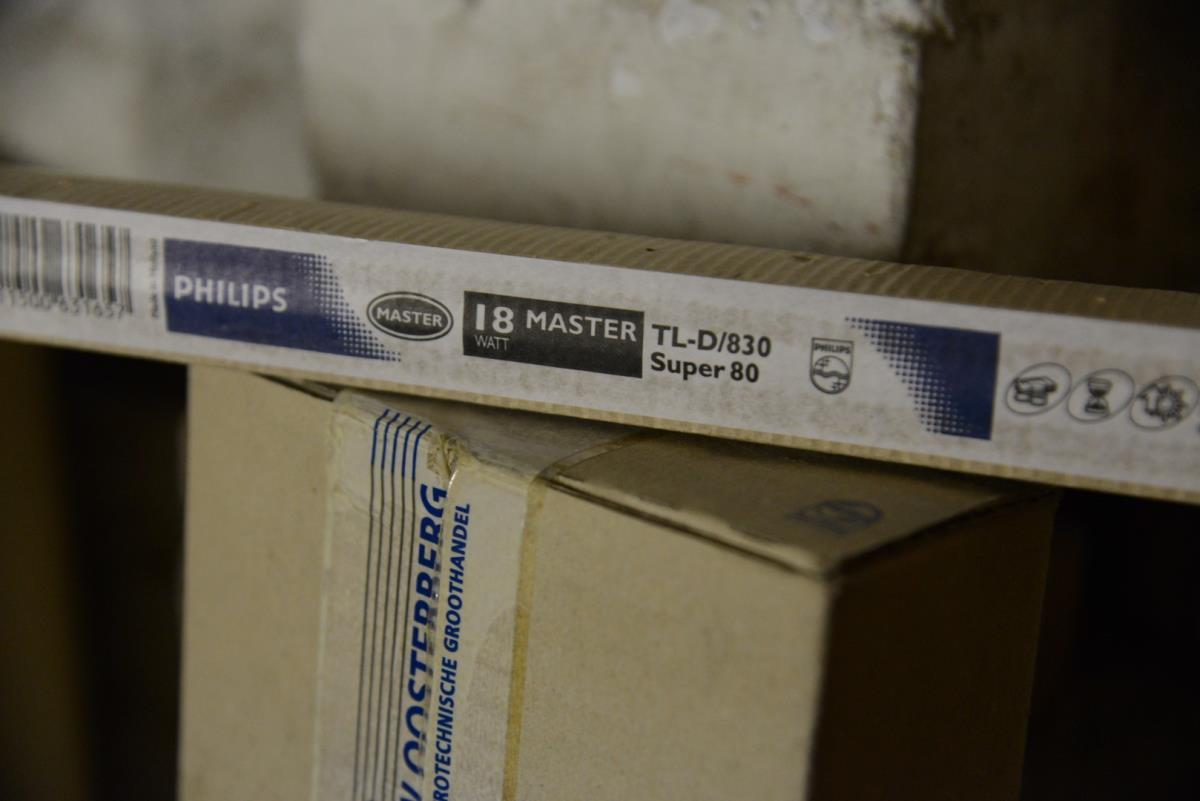 PHILIPS
MASTER
18
WATT
MASTER
TL-D/830
Super 80
PHILIPS
OOSTERBERG
ROTECHNISCHE GROOTHANDEL